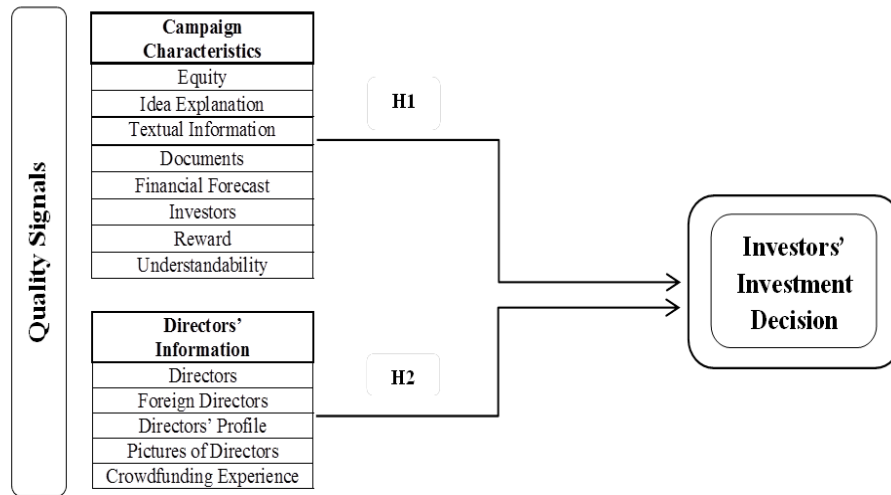 Quality Signals
Campaign
Characteristics
Equity
Idea Explanation
Textual Information
Documents
Financial Forecast
Investors
Reward
Understandability
H1
Directors'
Information
Directors
Foreign Directors
Directors' Profile
Pictures of Directors
Crowdfunding Experience
H2
Investors'
Investment
Decision